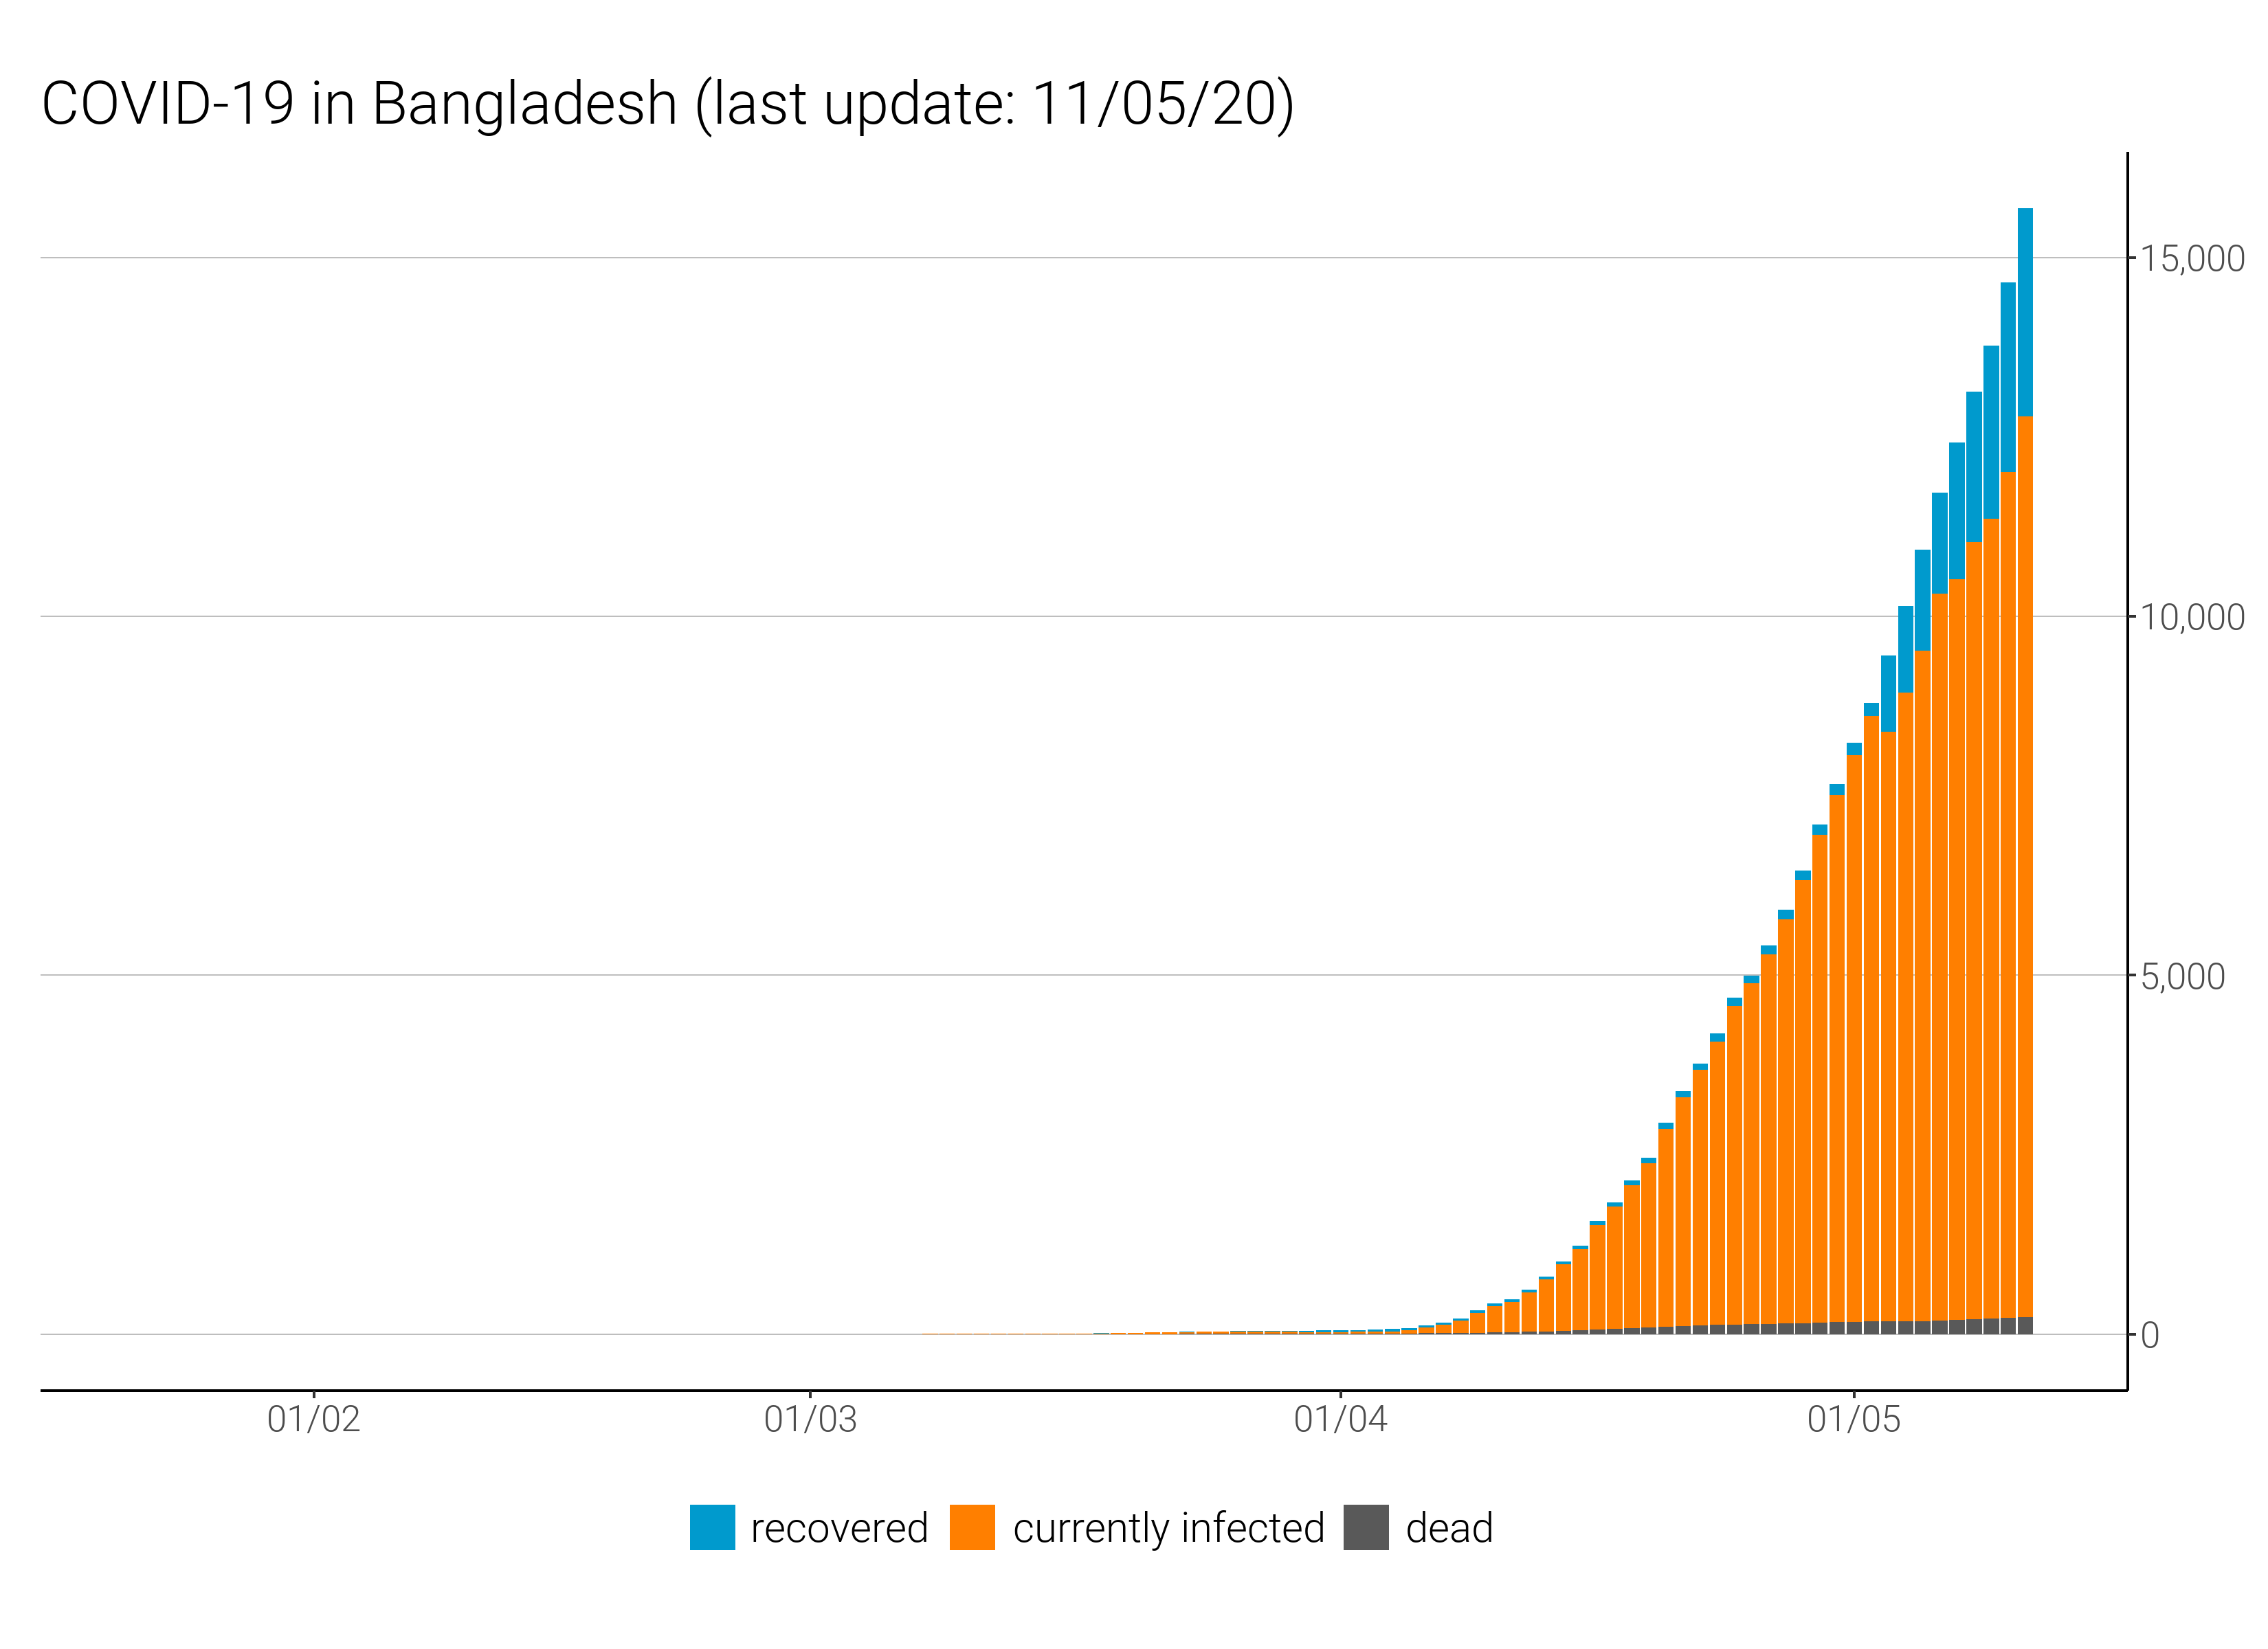 COVID-19 in Bangladesh (last update: 11/05/20)
15,000
10,000
5,000
0
01/02 01/03 01/04 01/05
recovered currently infected dead